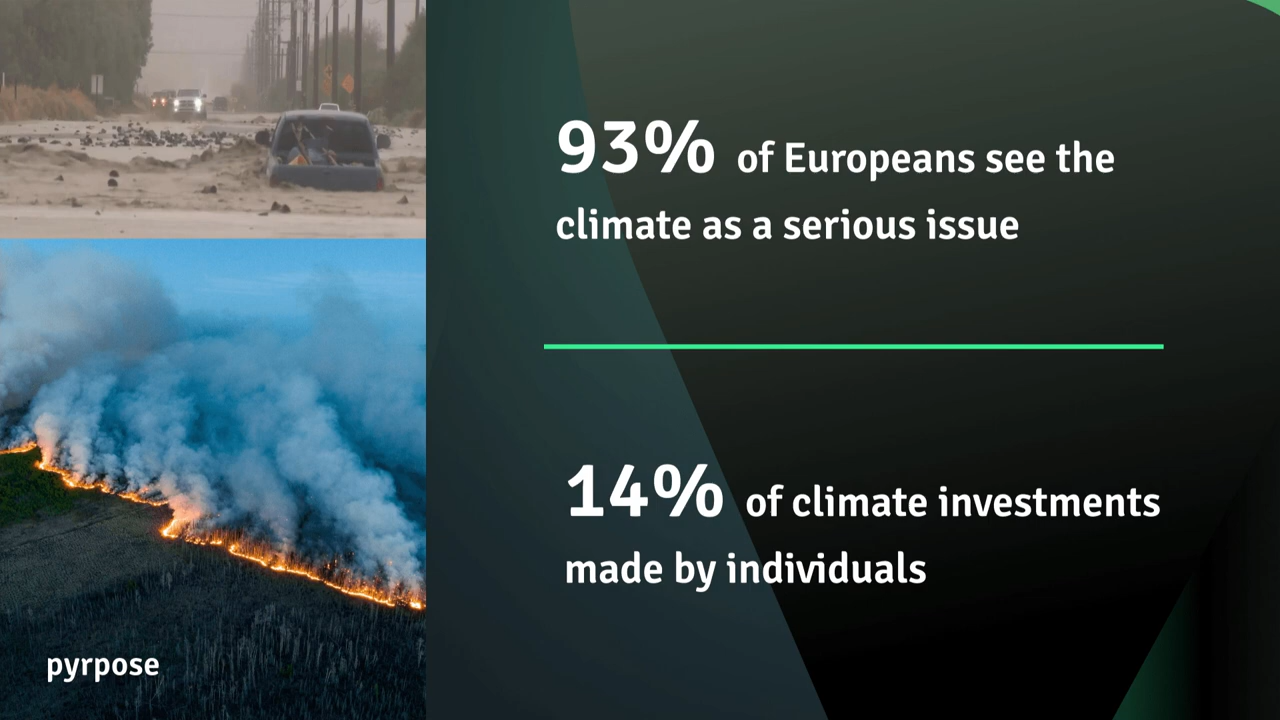 93% of Europeans see the
climate as a serious issue
14% of climate investments
made by individuals
pyrpose